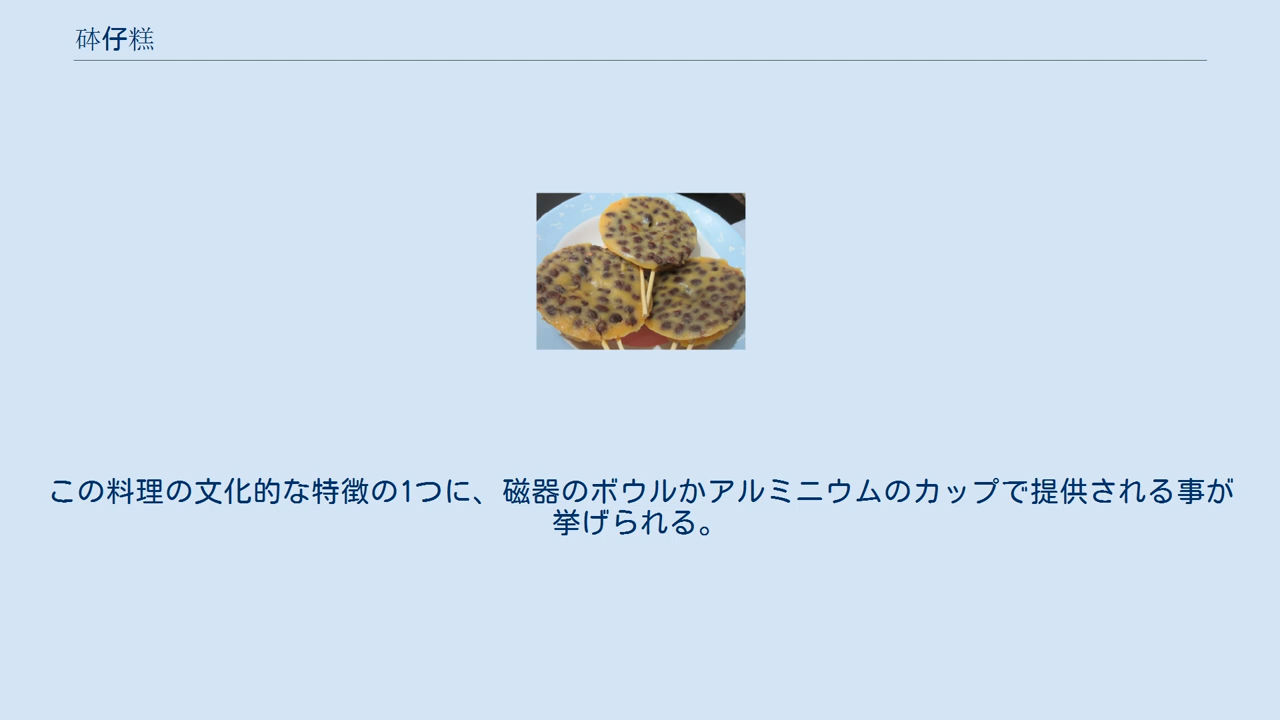 砵仔糕
この料理の文化的な特徴の1つに、磁器のボウルかアルミニウムのカップで提供される事が
挙げられる。